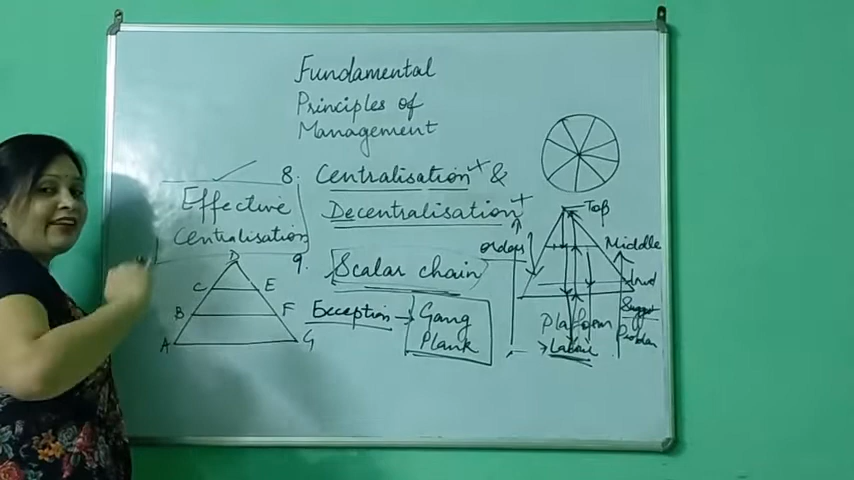 Fundamental
Principles of
Management
8. Centralisation + &
Decentralisation +
Effective
Centralisation
9. Scalar chain
Exception → Gang
Plank
D
C E
B F
A G
Top
Middle
orders
Platform
Labour